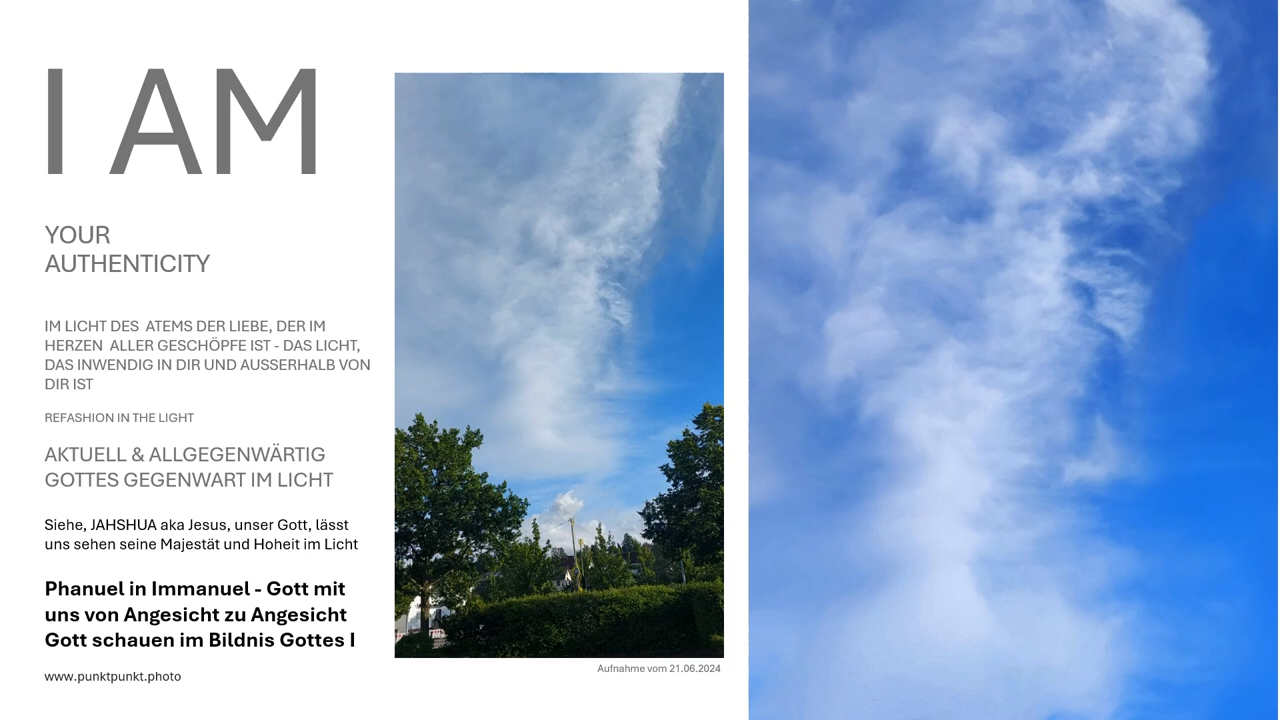 I AM
YOUR
AUTHENTICITY
IM LICHT DES  ATEMS DER LIEBE, DER IM
HERZEN  ALLER GESCHÖPFE IST - DAS LICHT,
DAS INWENDIG IN DIR UND AUSSERHALB VON
DIR IST
REFASHION IN THE LIGHT
AKTUELL & ALLGEGENWÄRTIG
GOTTES GEGENWART IM LICHT
Siehe, JAHSHUA aka Jesus, unser Gott, lässt
uns sehen seine Majestät und Hoheit im Licht
Phanuel in Immanuel - Gott mit
uns von Angesicht zu Angesicht
Gott schauen im Bildnis Gottes I
www.punktpunkt.photo
Aufnahme vom 21.06.2024